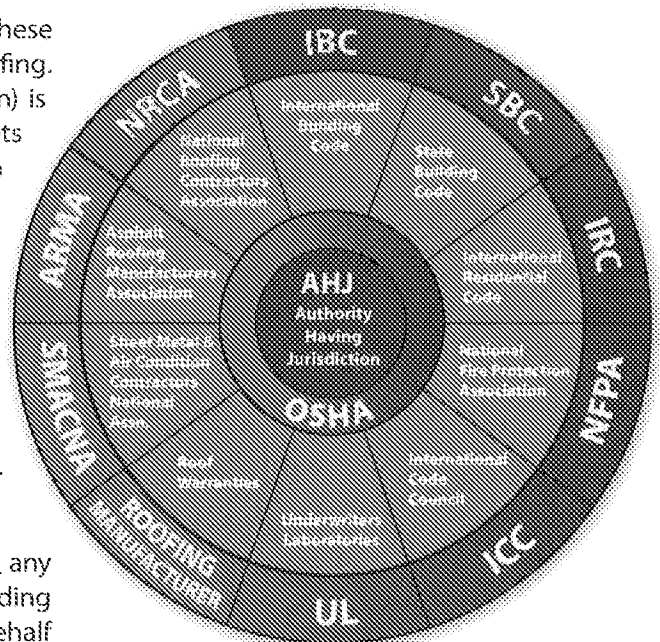 hese
fing.
n) is
ts
any
ding
ehalf
IBC
International
Building
Code
SBC
State
Building
Code
IRC
International
Residential
Code
NFPA
National
Fire Protection
Association
ICC
International
Code
Council
UL
Underwriters
Laboratories
ROOFING
MANUFACTURER
Roof
Warranties
SMACNA
Sheet Metal &
Air Condition
Contractors
National
Assn.
ARMA
Asphalt
Roofing
Manufacturers
Association
NRCA
National
Roofing
Contractors
Association
AHJ
Authority
Having
Jurisdiction
OSHA